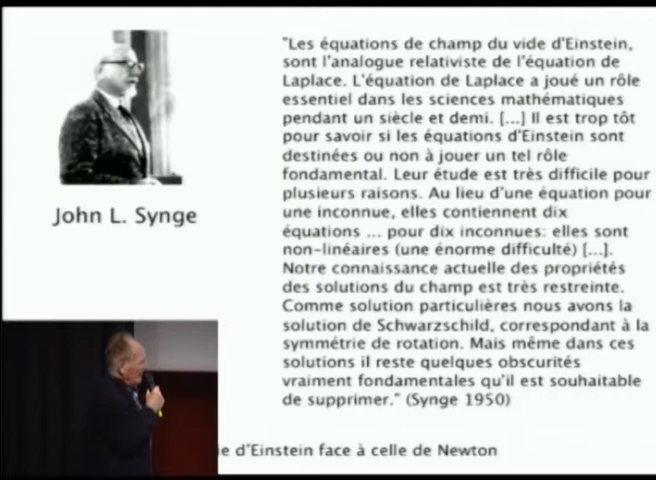 "Les équations de champ du vide d'Einstein,
sont l'analogue relativiste de l'équation de
Laplace. L'équation de Laplace a joué un rôle
essentiel dans les sciences mathématiques
pendant un siècle et demi. [...] Il est trop tôt
pour savoir si les équations d'Einstein sont
destinées ou non à jouer un tel rôle
fondamental. Leur étude est très difficile pour
plusieurs raisons. Au lieu d'une équation pour
une inconnue, elles contiennent dix
équations ... pour dix inconnues: elles sont
non-linéaires (une énorme difficulté) [...].
Notre connaissance actuelle des propriétés
des solutions du champ est très restreinte.
Comme solution particulières nous avons la
solution de Schwarzschild, correspondant à la
symmétrie de rotation. Mais même dans ces
solutions il reste quelques obscurités
vraiment fondamentales qu'il est souhaitable
de supprimer." (Synge 1950)
John L. Synge
d'Einstein face à celle de Newton